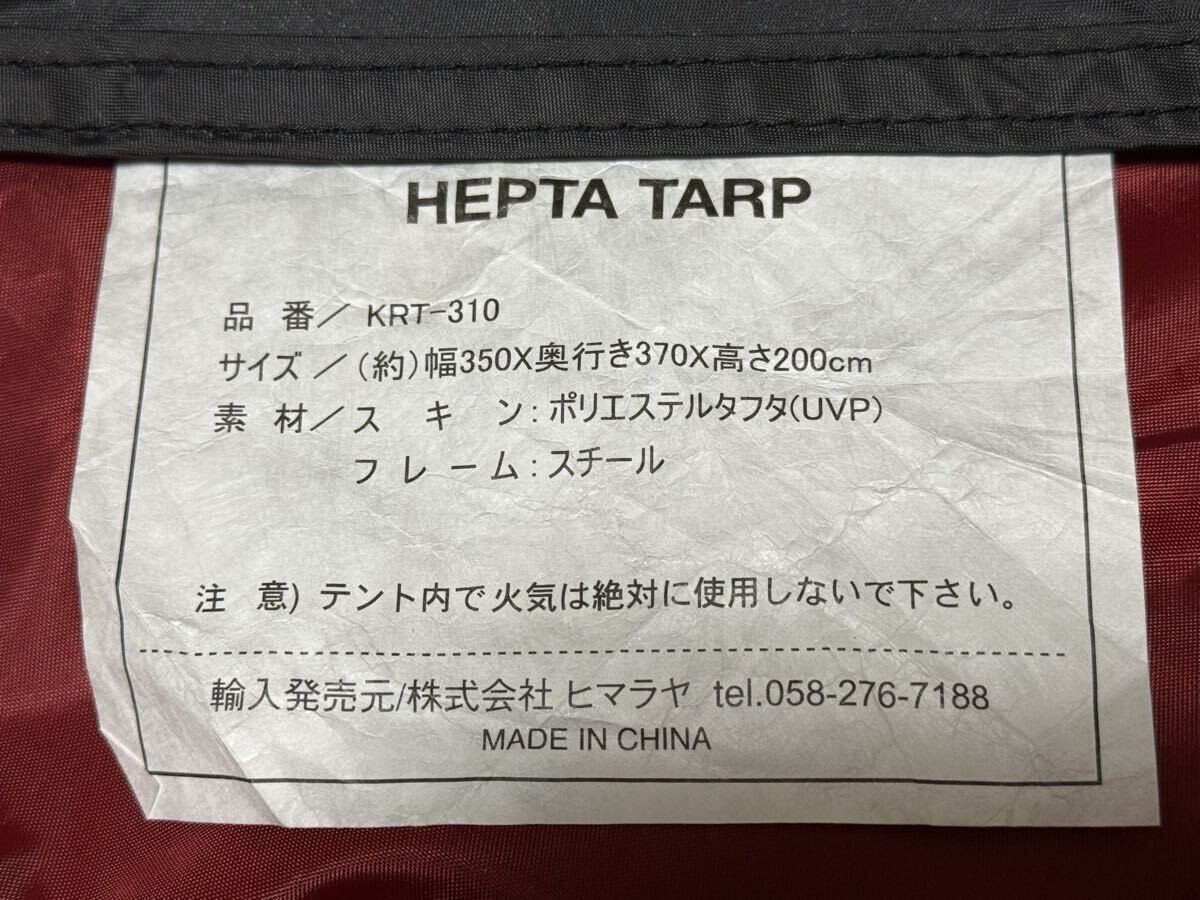 HEPTA TARP
品 番／ KRT-310
サイズ ／（約）幅350X奥行き370X高さ200cm
素 材／ス キ ン：ポリエステルタフタ(UVP)
フ レ ー ム：スチール
注 意) テント内で火気は絶対に使用しないで下さい。
輸入発売元/株式会社 ヒマラヤ tel.058-276-7188
MADE IN CHINA